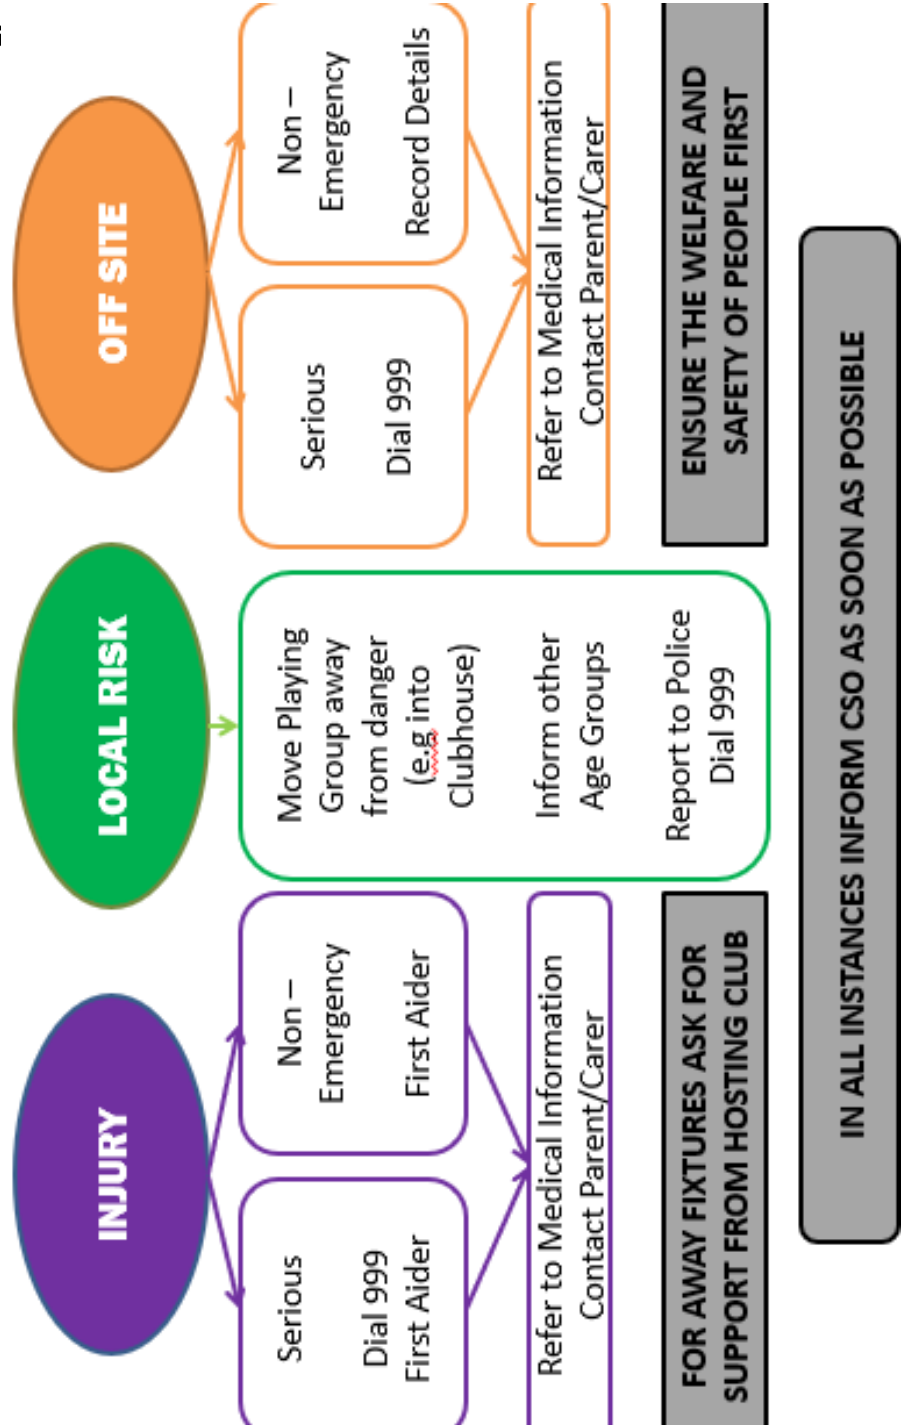 INJURY
Serious
Dial 999
First Aider
Non –
Emergency
First Aider
Refer to Medical Information
Contact Parent/Carer
FOR AWAY FIXTURES ASK FOR
SUPPORT FROM HOSTING CLUB
LOCAL RISK
Move Playing
Group away
from danger
(e.g into
Clubhouse)
Inform other
Age Groups
Report to Police
Dial 999
OFF SITE
Serious
Dial 999
Non –
Emergency
Record Details
Refer to Medical Information
Contact Parent/Carer
ENSURE THE WELFARE AND
SAFETY OF PEOPLE FIRST
IN ALL INSTANCES INFORM CSO AS SOON AS POSSIBLE